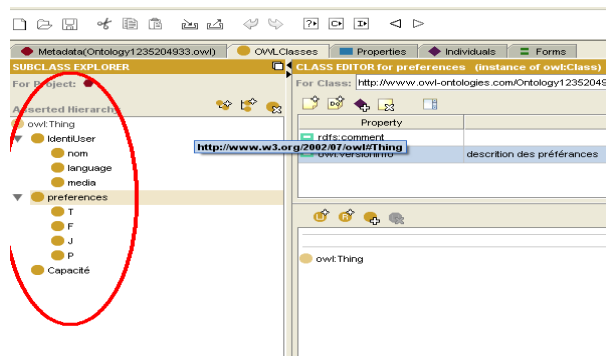 Metadata(Ontology1235204933.owl) OWLClasses Properties Individuals Forms
SUBCLASS EXPLORER
For Project:
Asserted Hierarchy
owl:Thing
IdentiUser
nom
language
media
preferences
T
F
J
P
Capacité
CLASS EDITOR for preferences (instance of owl:Class)
For Class: http://www.owl-ontologies.com/Ontology12352049
Property
rdfs:comment
http://www.w3.org/2002/07/owl#Thing
owl:versionInfo descrition des préférances
owl:Thing